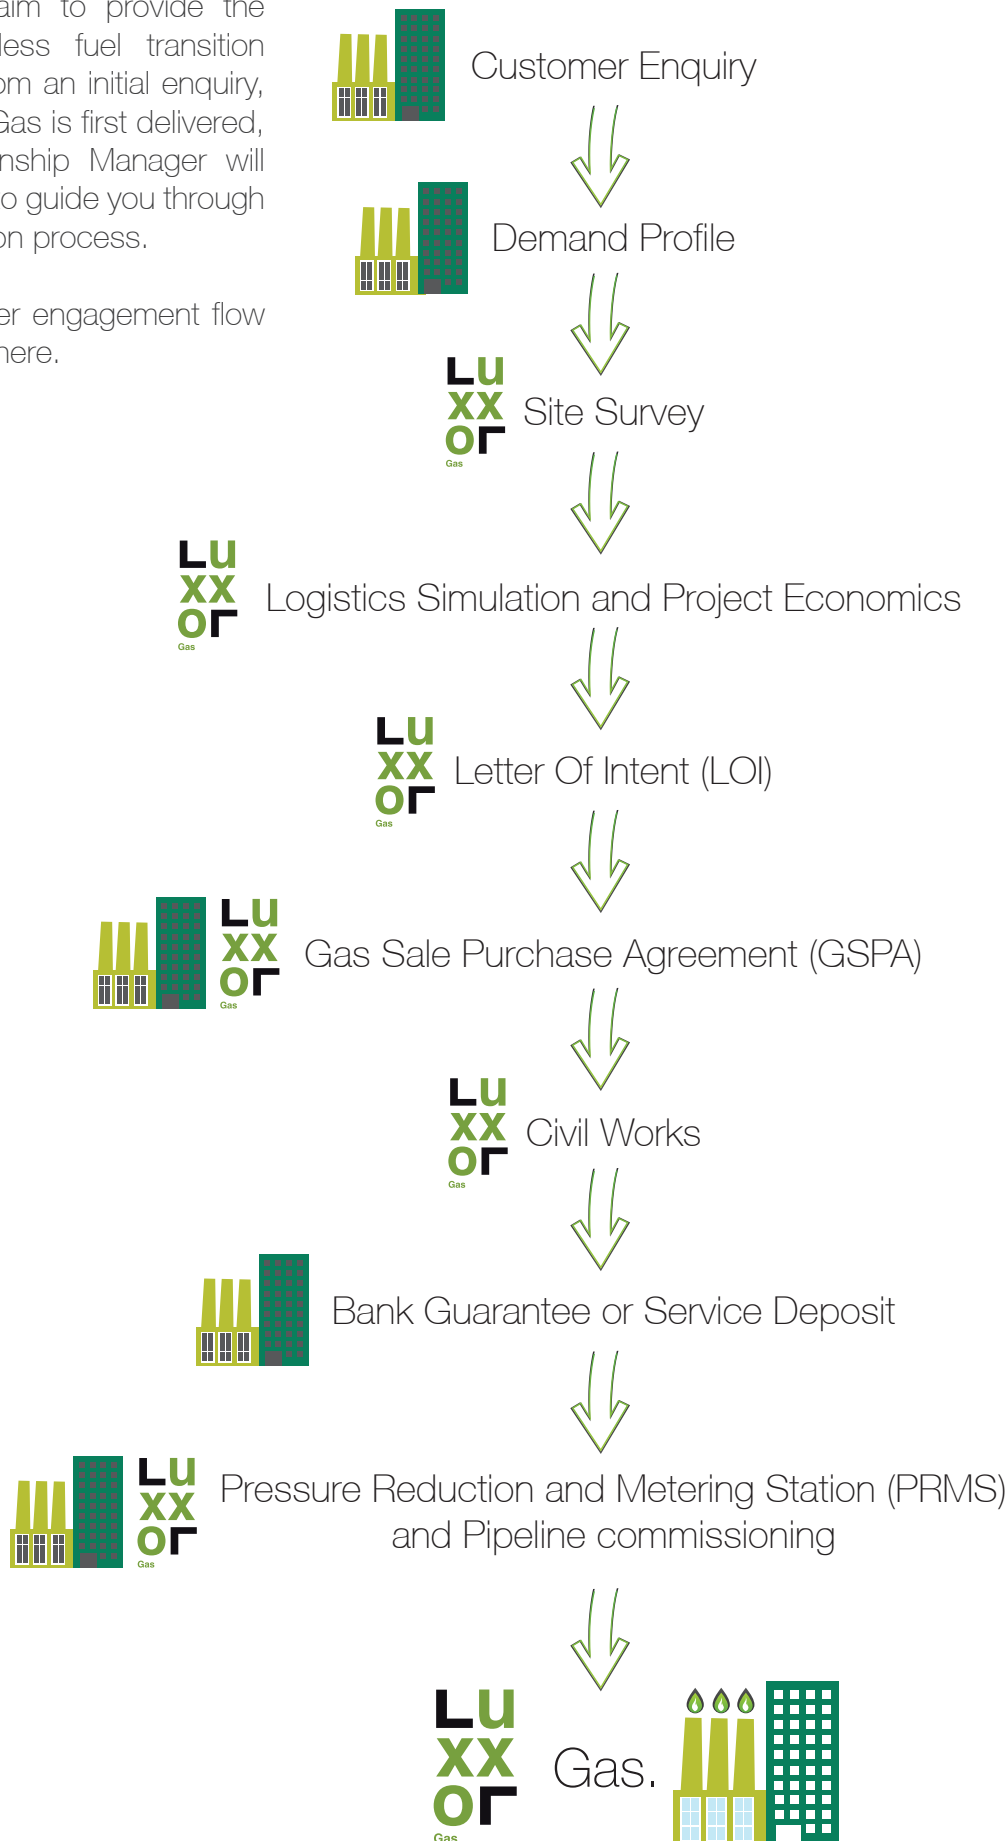 aim to provide the
less fuel transition
om an initial enquiry,
Gas is first delivered,
nship Manager will
o guide you through
on process.
er engagement flow
here.
Customer Enquiry
Demand Profile
Lu
xx
or
Gas
Site Survey
Lu
xx
or
Gas
Logistics Simulation and Project Economics
Lu
xx
or
Gas
Letter Of Intent (LOI)
Lu
xx
or
Gas
Gas Sale Purchase Agreement (GSPA)
Lu
xx
or
Gas
Civil Works
Bank Guarantee or Service Deposit
Lu
xx
or
Gas
Pressure Reduction and Metering Station (PRMS)
and Pipeline commissioning
Lu
xx
or
Gas
Gas.